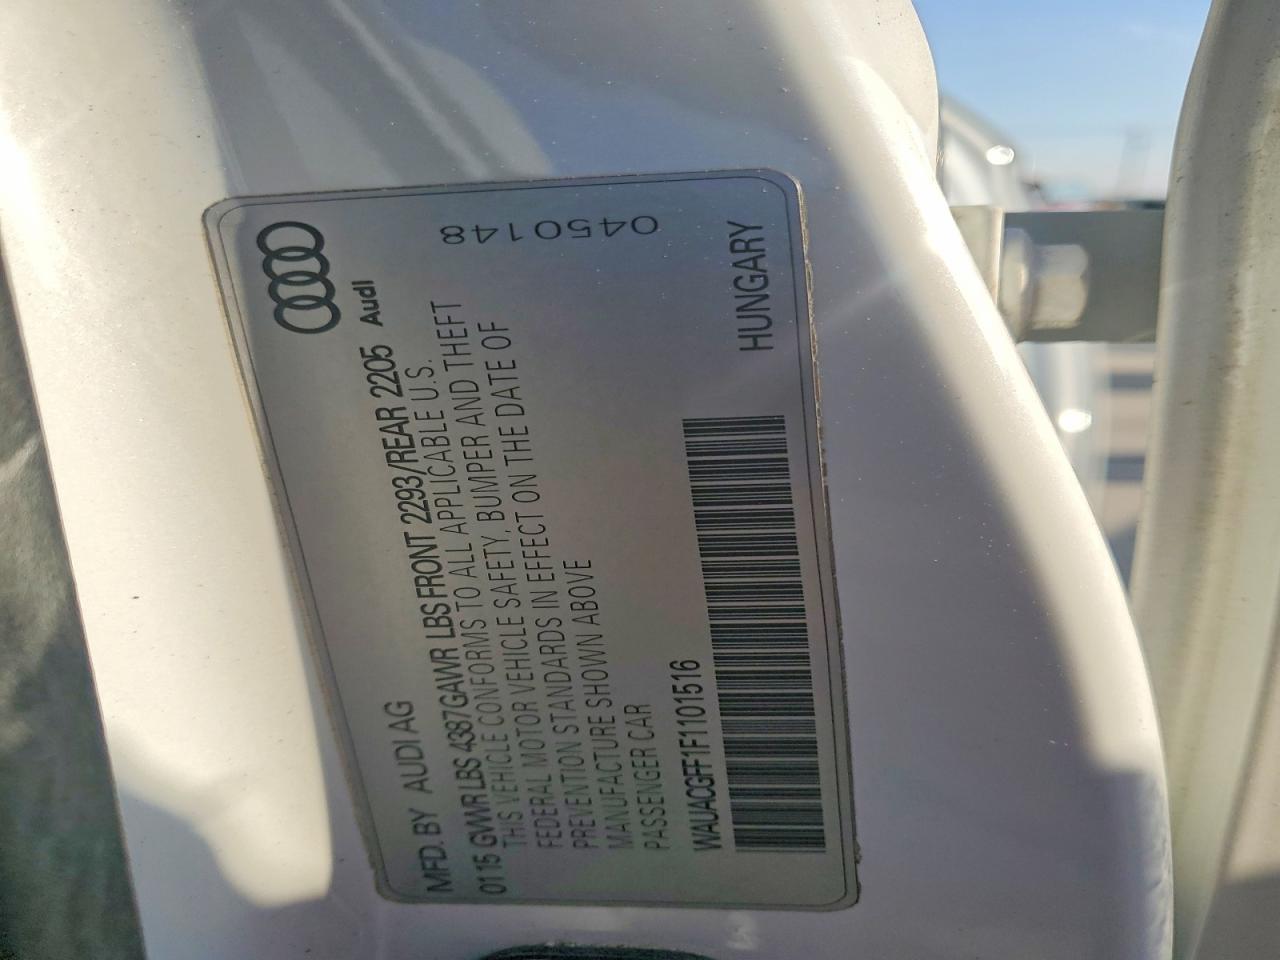 MFD. BY AUDI AG
Audi
01 15 GVWR LBS 4387 GAWR LBS FRONT 2293/REAR 2205
THIS VEHICLE CONFORMS TO ALL APPLICABLE U.S.
FEDERAL MOTOR VEHICLE SAFETY, BUMPER AND THEFT
PREVENTION STANDARDS IN EFFECT ON THE DATE OF
MANUFACTURE SHOWN ABOVE
PASSENGER CAR
WAUACGFF1F1101516
0450148
HUNGARY